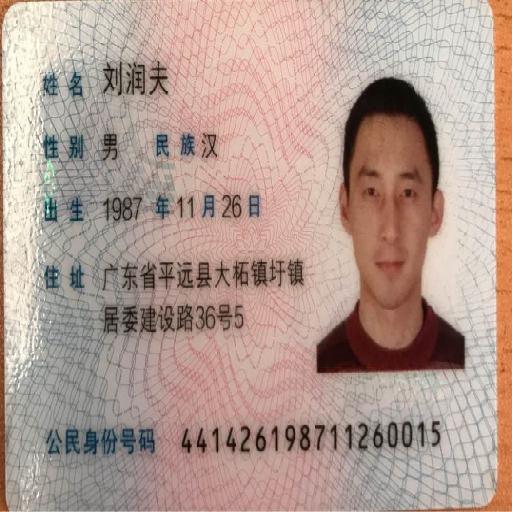 姓名 刘润夫
性别 男 民族 汉
出生 1987 年 11 月 26 日
住址 广东省平远县大柘镇圩镇
居委建设路36号5
公民身份号码 441426198711260015